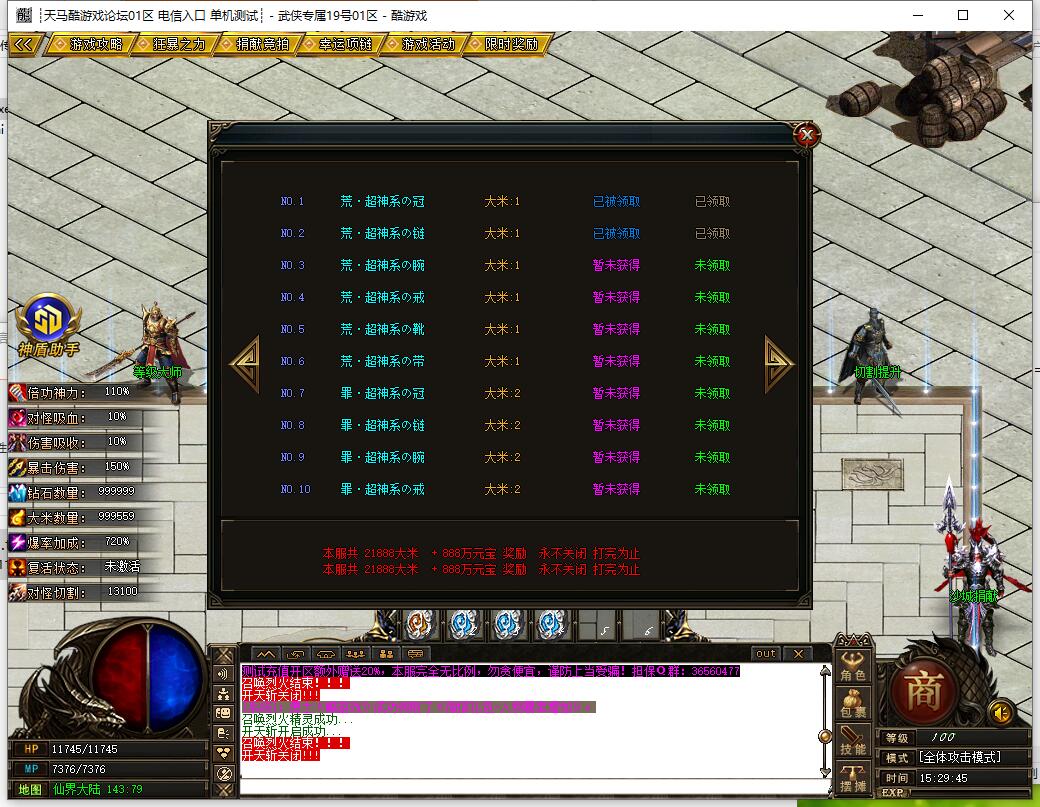 天马酷游戏论坛01区 电信入口 单机测试 - 武侠专属19号01区 - 酷游戏
游戏攻略 狂暴之力 捐献竞拍 幸运项链 游戏活动 限时奖励
NO.1 荒·超神系の冠 大米:1 已被领取 已领取
NO.2 荒·超神系の链 大米:1 已被领取 已领取
NO.3 荒·超神系の腕 大米:1 暂未获得 未领取
NO.4 荒·超神系の戒 大米:1 暂未获得 未领取
NO.5 荒·超神系の靴 大米:1 暂未获得 未领取
NO.6 荒·超神系の带 大米:1 暂未获得 未领取
NO.7 罪·超神系の冠 大米:2 暂未获得 未领取
NO.8 罪·超神系の链 大米:2 暂未获得 未领取
NO.9 罪·超神系の腕 大米:2 暂未获得 未领取
NO.10 罪·超神系の戒 大米:2 暂未获得 未领取
本服共 21888大米 + 888万元宝 奖励 永不关闭 打完为止
本服共 21888大米 + 888万元宝 奖励 永不关闭 打完为止
神盾助手
等级大师
切割提升
沙城捐献
倍功神力: 110%
对怪吸血: 10%
伤害吸收: 10%
暴击伤害: 150%
钻石数量: 999999
大米数量: 999559
爆率加成: 720%
复活状态: 未激活
对怪切割: 13100
5 6
out
测试充值开区额外赠送20%，本服完全无比例，勿贪便宜，谨防上当受骗！担保Q群：36560477
召唤烈火结束！！！
开天斩关闭!!!
召唤烈火精灵成功...
开天斩开启成功...
召唤烈火结束！！！
开天斩关闭!!!
HP 11745/11745
MP 7376/7376
地图 仙界大陆 143:79
角色
包裹
技能
摆摊
商
等级 100
模式 [全体攻击模式]
时间 15:29:45
EXP